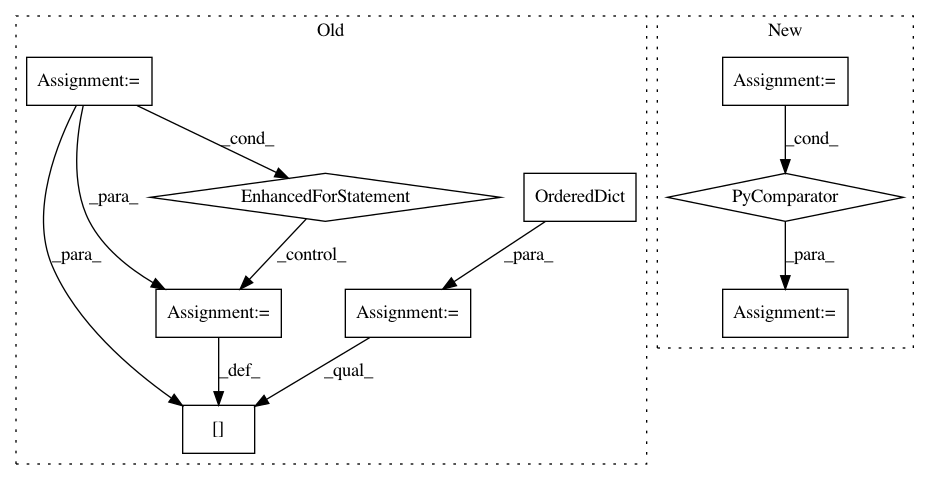 Old
New
Assignment:=
Assignment:=
_cond_
_cond_
_para_
EnhancedForStatement
OrderedDict
PyComparator
_para_
_control_
_para_
_para_
Assignment:=
Assignment:=
Assignment:=
_def_
_qual_
[]